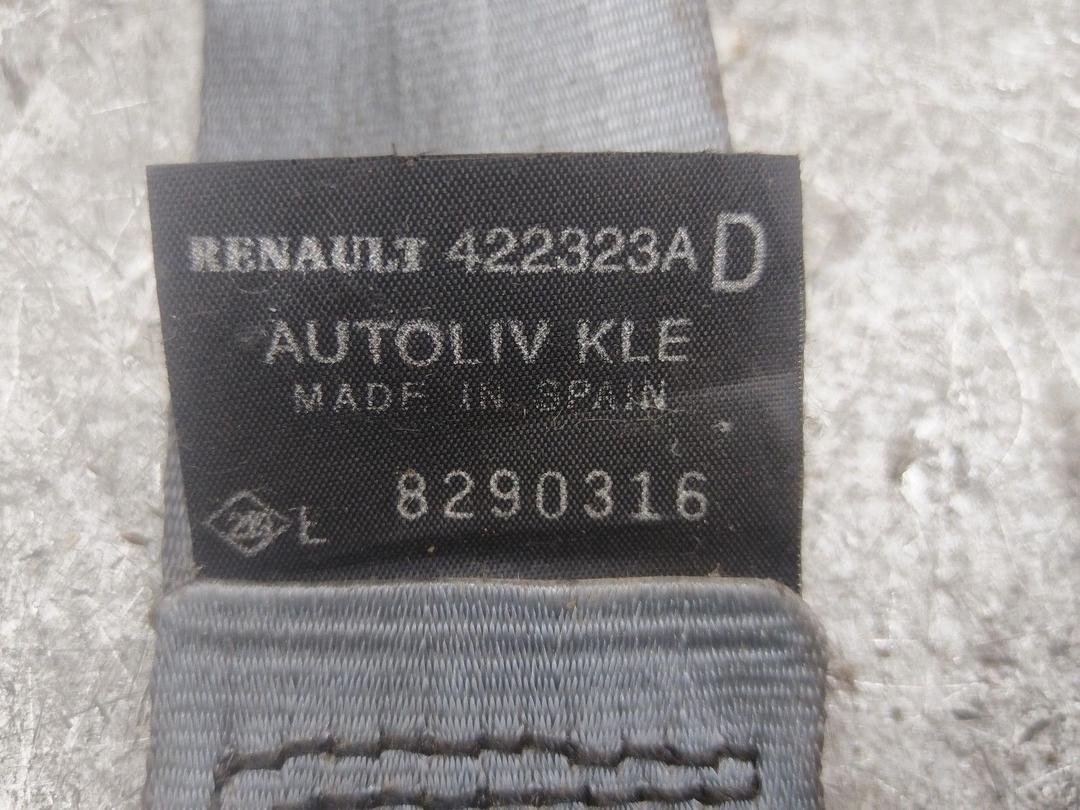 RENAULT 422323A D
AUTOLIV KLE
MADE IN SPAIN
8290316